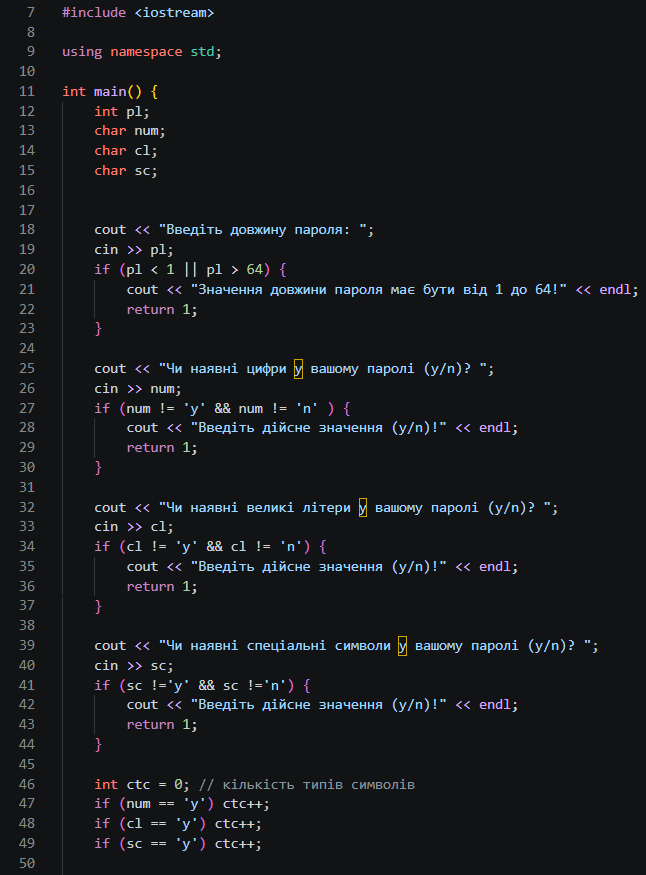 7 #include <iostream>
8
9 using namespace std;
10
11 int main() {
12     int pl;
13     char num;
14     char cl;
15     char sc;
16
17
18     cout << "Введіть довжину пароля: ";
19     cin >> pl;
20     if (pl < 1 || pl > 64) {
21         cout << "Значення довжини пароля має бути від 1 до 64!" << endl;
22         return 1;
23     }
24
25     cout << "Чи наявні цифри у вашому паролі (y/n)? ";
26     cin >> num;
27     if (num != 'y' && num != 'n' ) {
28         cout << "Введіть дійсне значення (y/n)!" << endl;
29         return 1;
30     }
31
32     cout << "Чи наявні великі літери у вашому паролі (y/n)? ";
33     cin >> cl;
34     if (cl != 'y' && cl != 'n') {
35         cout << "Введіть дійсне значення (y/n)!" << endl;
36         return 1;
37     }
38
39     cout << "Чи наявні спеціальні символи у вашому паролі (y/n)? ";
40     cin >> sc;
41     if (sc !='y' && sc !='n') {
42         cout << "Введіть дійсне значення (y/n)!" << endl;
43         return 1;
44     }
45
46     int ctc = 0; // кількість типів символів
47     if (num == 'y') ctc++;
48     if (cl == 'y') ctc++;
49     if (sc == 'y') ctc++;
50